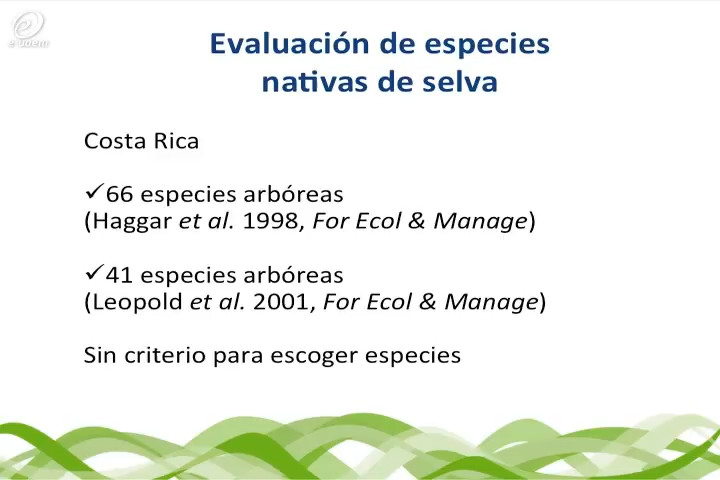 Evaluación de especies
nativas de selva
Costa Rica
✓66 especies arbóreas
(Haggar et al. 1998, For Ecol & Manage)
✓41 especies arbóreas
(Leopold et al. 2001, For Ecol & Manage)
Sin criterio para escoger especies